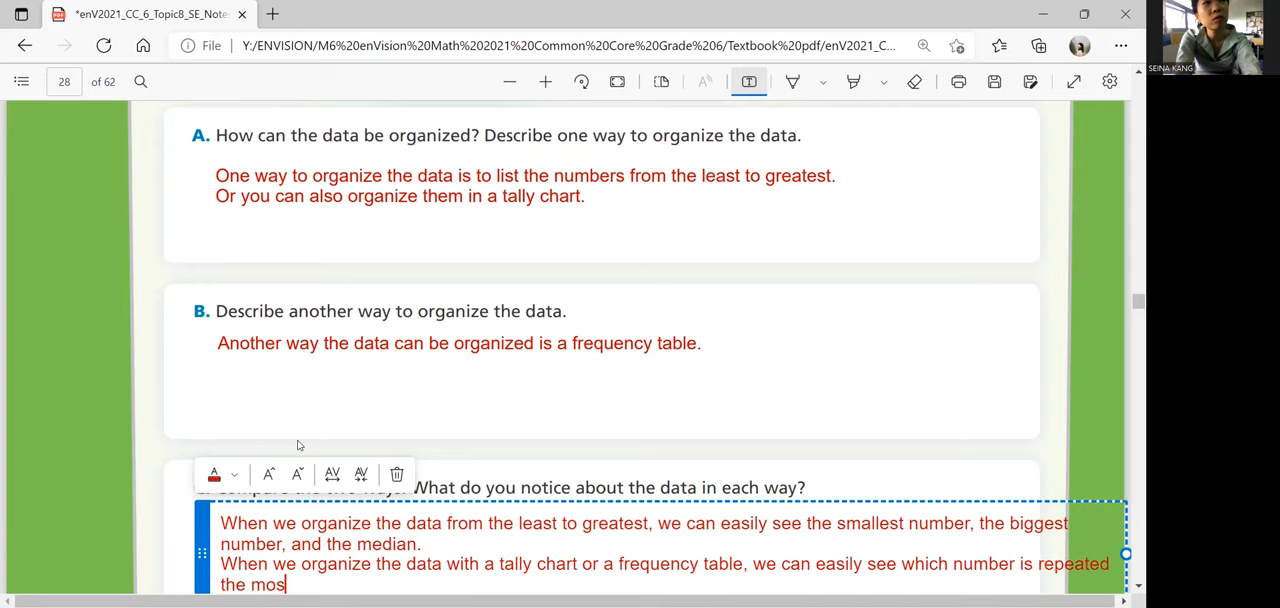 *enV2021_CC_6_Topic8_SE_Note
File
Y:/ENVISION/M6%20enVision%20Math%202021%20Common%20Core%20Grade%206/Textbook%20pdf/enV2021_C...
SEINA KANG
28
of 62
A. How can the data be organized? Describe one way to organize the data.
One way to organize the data is to list the numbers from the least to greatest.
Or you can also organize them in a tally chart.
B. Describe another way to organize the data.
Another way the data can be organized is a frequency table.
What do you notice about the data in each way?
When we organize the data from the least to greatest, we can easily see the smallest number, the biggest
number, and the median.
When we organize the data with a tally chart or a frequency table, we can easily see which number is repeated
the mos